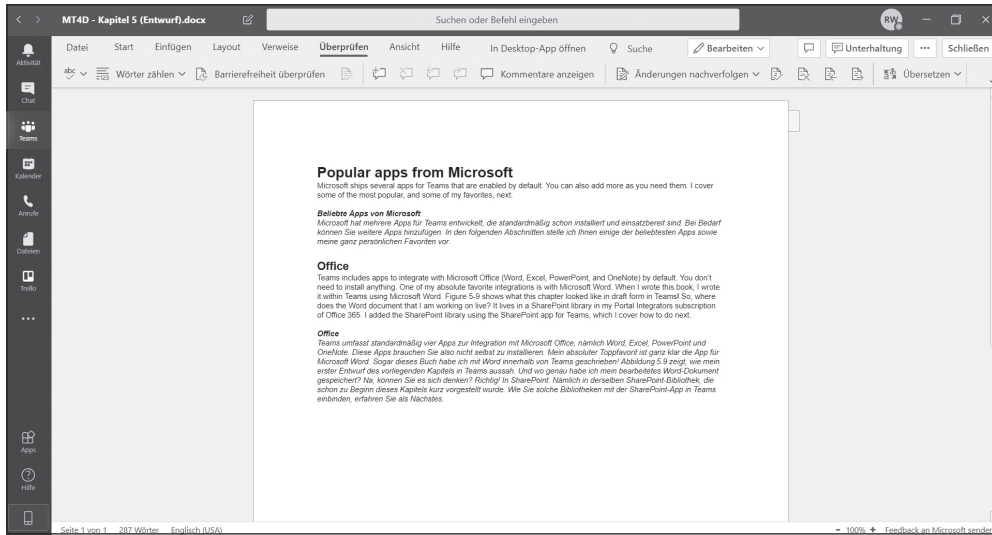 MT4D - Kapitel 5 (Entwurf).docx
Suchen oder Befehl eingeben
RW
Datei Start Einfügen Layout Verweise Überprüfen Ansicht Hilfe In Desktop-App öffnen Suche Bearbeiten Unterhaltung Schließen
abc Wörter zählen Barrierefreiheit überprüfen Kommentare anzeigen Änderungen nachverfolgen Übersetzen
Aktivität
Chat
Teams
Kalender
Anrufe
Dateien
Trello
Apps
Hilfe
Popular apps from Microsoft
Microsoft ships several apps for Teams that are enabled by default. You can also add more as you need them. I cover
some of the most popular, and some of my favorites, next.
Beliebte Apps von Microsoft
Microsoft hat mehrere Apps für Teams entwickelt, die standardmäßig schon installiert und einsatzbereit sind. Bei Bedarf
können Sie weitere Apps hinzufügen. In den folgenden Abschnitten stelle ich Ihnen einige der beliebtesten Apps sowie
meine ganz persönlichen Favoriten vor.
Office
Teams includes apps to integrate with Microsoft Office (Word, Excel, PowerPoint, and OneNote) by default. You don't
need to install anything. One of my absolute favorite integrations is with Microsoft Word. When I wrote this book, I wrote
it within Teams using Microsoft Word. Figure 5-9 shows what this chapter looked like in draft form in Teams! So, where
does the Word document that I am working on live? It lives in a SharePoint library in my Portal Integrators subscription
of Office 365. I added the SharePoint library using the SharePoint app for Teams, which I cover how to do next.
Office
Teams umfasst standardmäßig vier Apps zur Integration mit Microsoft Office, nämlich Word, Excel, PowerPoint und
OneNote. Diese Apps brauchen Sie also nicht selbst zu installieren. Mein absoluter Toppfavorit ist ganz klar die App für
Microsoft Word. Sogar dieses Buch habe ich mit Word innerhalb von Teams geschrieben! Abbildung 5.9 zeigt, wie mein
erster Entwurf des vorliegenden Kapitels in Teams aussah. Und wo genau habe ich mein bearbeitetes Word-Dokument
gespeichert? Na, können Sie es sich denken? Richtig! In SharePoint. Nämlich in derselben SharePoint-Bibliothek, die
schon zu Beginn dieses Kapitels kurz vorgestellt wurde. Wie Sie solche Bibliotheken mit der SharePoint-App in Teams
einbinden, erfahren Sie als Nächstes.
Seite 1 von 1 287 Wörter Englisch (USA) - 100% + Feedback an Microsoft senden